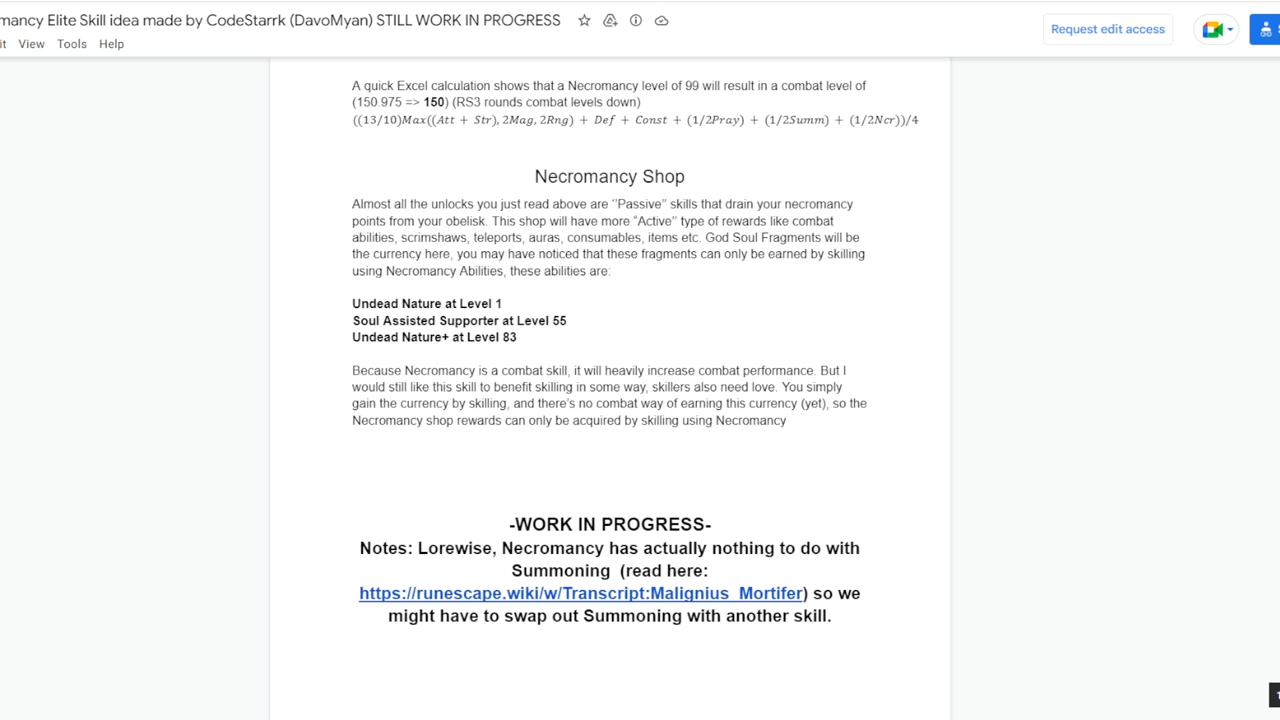 mancy Elite Skill idea made by CodeStarrk (DavoMyan) STILL WORK IN PROGRESS
it View Tools Help
Request edit access
A quick Excel calculation shows that a Necromancy level of 99 will result in a combat level of
(150.975 => 150) (RS3 rounds combat levels down)
((13/10)Max((Att + Str), 2Mag, 2Rng) + Def + Const + (1/2Pray) + (1/2Summ) + (1/2Ncr))/4
Necromancy Shop
Almost all the unlocks you just read above are ‘’Passive’’ skills that drain your necromancy
points from your obelisk. This shop will have more “Active” type of rewards like combat
abilities, scrimshaws, teleports, auras, consumables, items etc. God Soul Fragments will be
the currency here, you may have noticed that these fragments can only be earned by skilling
using Necromancy Abilities, these abilities are:
Undead Nature at Level 1
Soul Assisted Supporter at Level 55
Undead Nature+ at Level 83
Because Necromancy is a combat skill, it will heavily increase combat performance. But I
would still like this skill to benefit skilling in some way, skillers also need love. You simply
gain the currency by skilling, and there’s no combat way of earning this currency (yet), so the
Necromancy shop rewards can only be acquired by skilling using Necromancy
-WORK IN PROGRESS-
Notes: Lorewise, Necromancy has actually nothing to do with
Summoning (read here:
https://runescape.wiki/w/Transcript:Malignius_Mortifer) so we
might have to swap out Summoning with another skill.